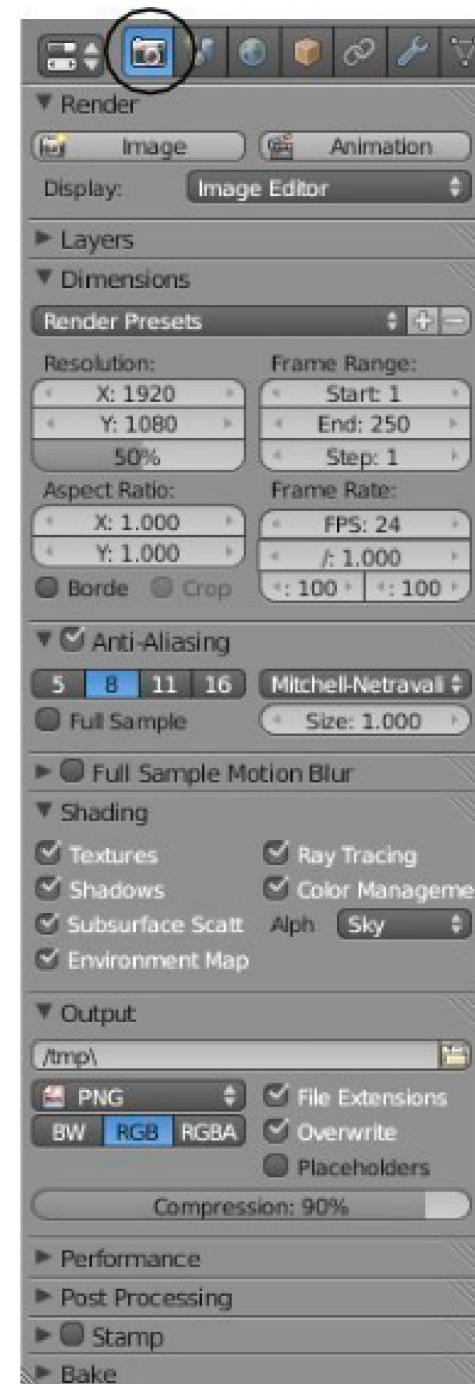 Render
Image Animation
Display: Image Editor
Layers
Dimensions
Render Presets
Resolution: Frame Range:
X: 1920 Start: 1
Y: 1080 End: 250
50% Step: 1
Aspect Ratio: Frame Rate:
X: 1.000 FPS: 24
Y: 1.000 /: 1.000
Borde Crop : 100 : 100
Anti-Aliasing
5 8 11 16 Mitchell-Netravali
Full Sample Size: 1.000
Full Sample Motion Blur
Shading
Textures Ray Tracing
Shadows Color Manageme
Subsurface Scatt Alph Sky
Environment Map
Output
/tmp\
PNG File Extensions
BW RGB RGBA Overwrite
Placeholders
Compression: 90%
Performance
Post Processing
Stamp
Bake